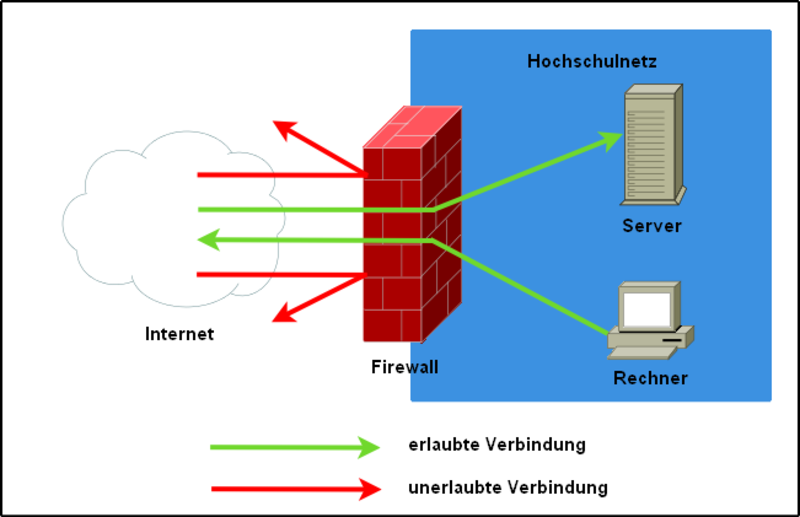 Hochschulnetz
Server
Internet
Firewall
Rechner
erlaubte Verbindung
unerlaubte Verbindung